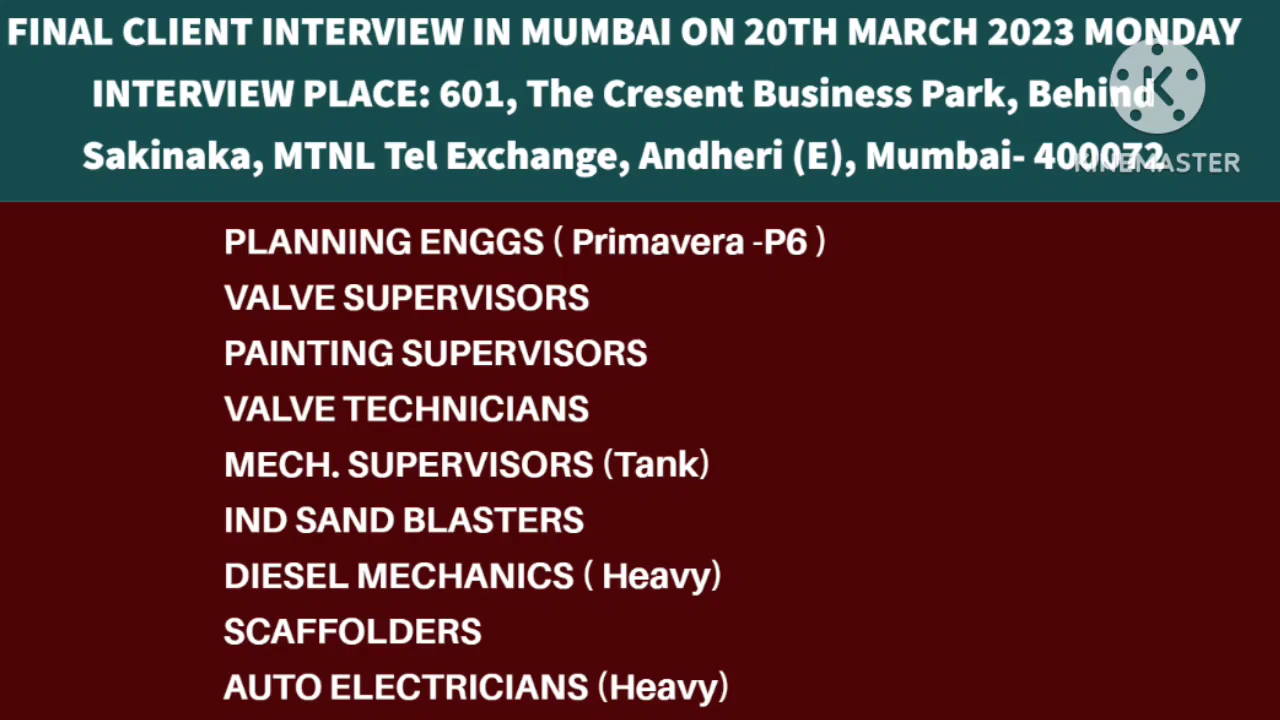 FINAL CLIENT INTERVIEW IN MUMBAI ON 20TH MARCH 2023 MONDAY
INTERVIEW PLACE: 601, The Cresent Business Park, Behind
Sakinaka, MTNL Tel Exchange, Andheri (E), Mumbai- 400072
K
KINEMASTER
PLANNING ENGGS ( Primavera -P6 )
VALVE SUPERVISORS
PAINTING SUPERVISORS
VALVE TECHNICIANS
MECH. SUPERVISORS (Tank)
IND SAND BLASTERS
DIESEL MECHANICS ( Heavy)
SCAFFOLDERS
AUTO ELECTRICIANS (Heavy)